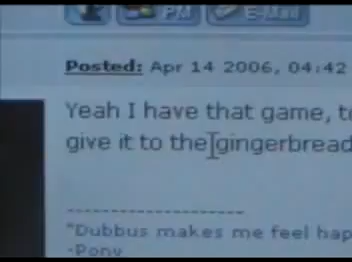 PM E-Mail
Posted: Apr 14 2006, 04:42
Yeah I have that game, t
give it to the gingerbread
--------------------
"Dubbus makes me feel hap
-Pony